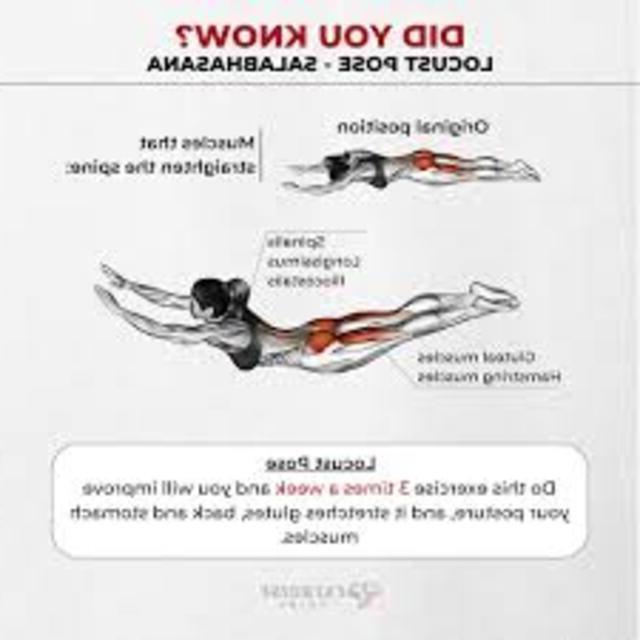 DID YOU KNOW?
LOCUST POSE - SALABHASANA
Original position
Muscles that
straighten the spine:
Spinalis
Longissimus
Iliocostalis
Gluteal muscles
Hamstring muscles
Locust Pose
Do this exercise 3 times a week and you will improve
your posture, and it stretches glutes, back and stomach
muscles.